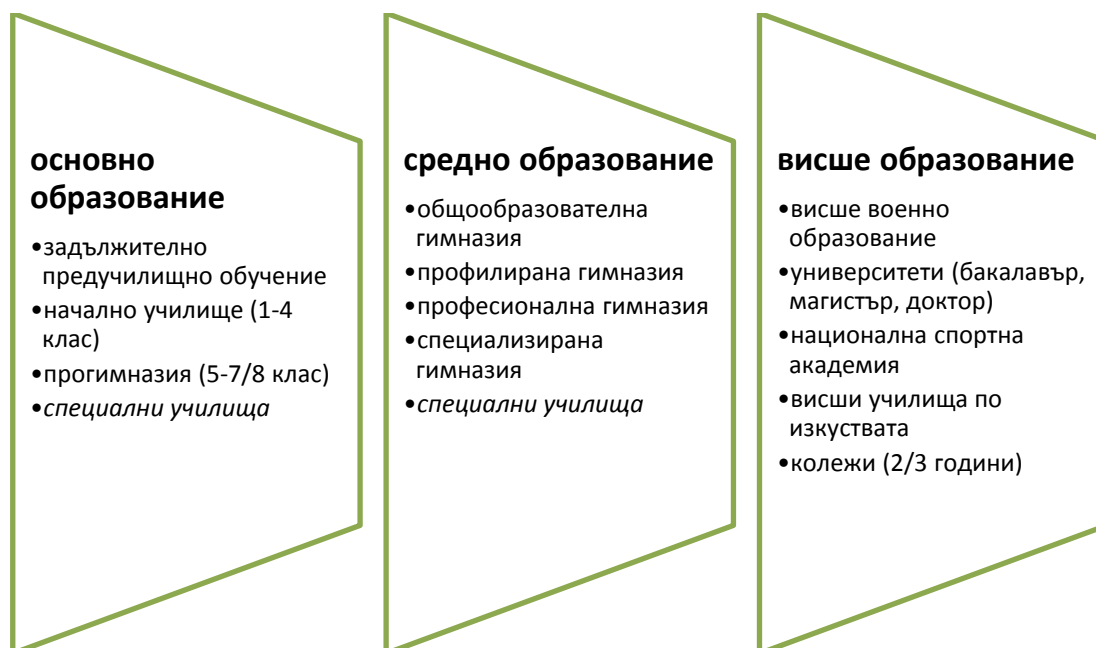 основно
образование
•задължително
предучилищно обучение
•начално училище (1-4
клас)
•прогимназия (5-7/8 клас)
•специални училища
средно образование
•общообразователна
гимназия
•профилирана гимназия
•професионална гимназия
•специализирана
гимназия
•специални училища
висше образование
•висше военно
образование
•университети (бакалавър,
магистър, доктор)
•национална спортна
академия
•висши училища по
изкуствата
•колежи (2/3 години)